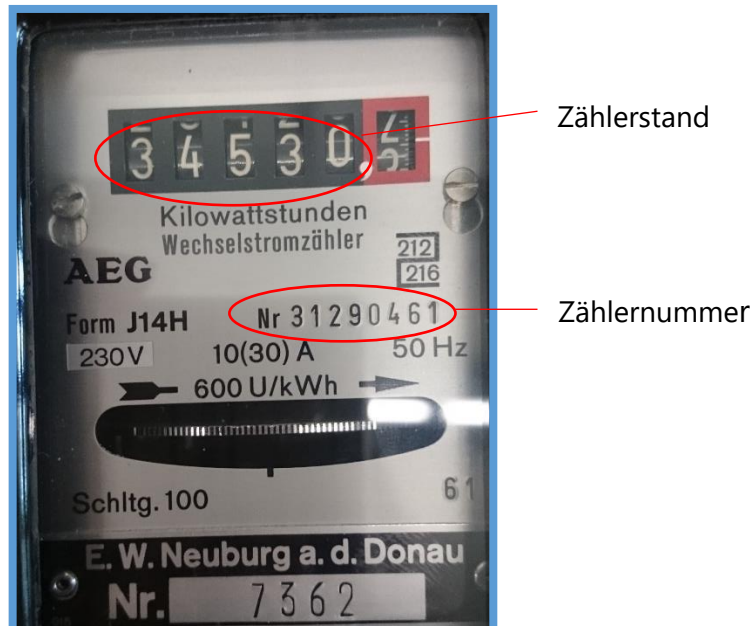 34530
Zählerstand
Kilowattstunden
Wechselstromzähler
212
216
AEG
Form J14H
Nr 31290461
Zählernummer
230V 10(30) A 50 Hz
600 U/kWh
Schltg. 100
61
E. W. Neuburg a. d. Donau
Nr. 7362